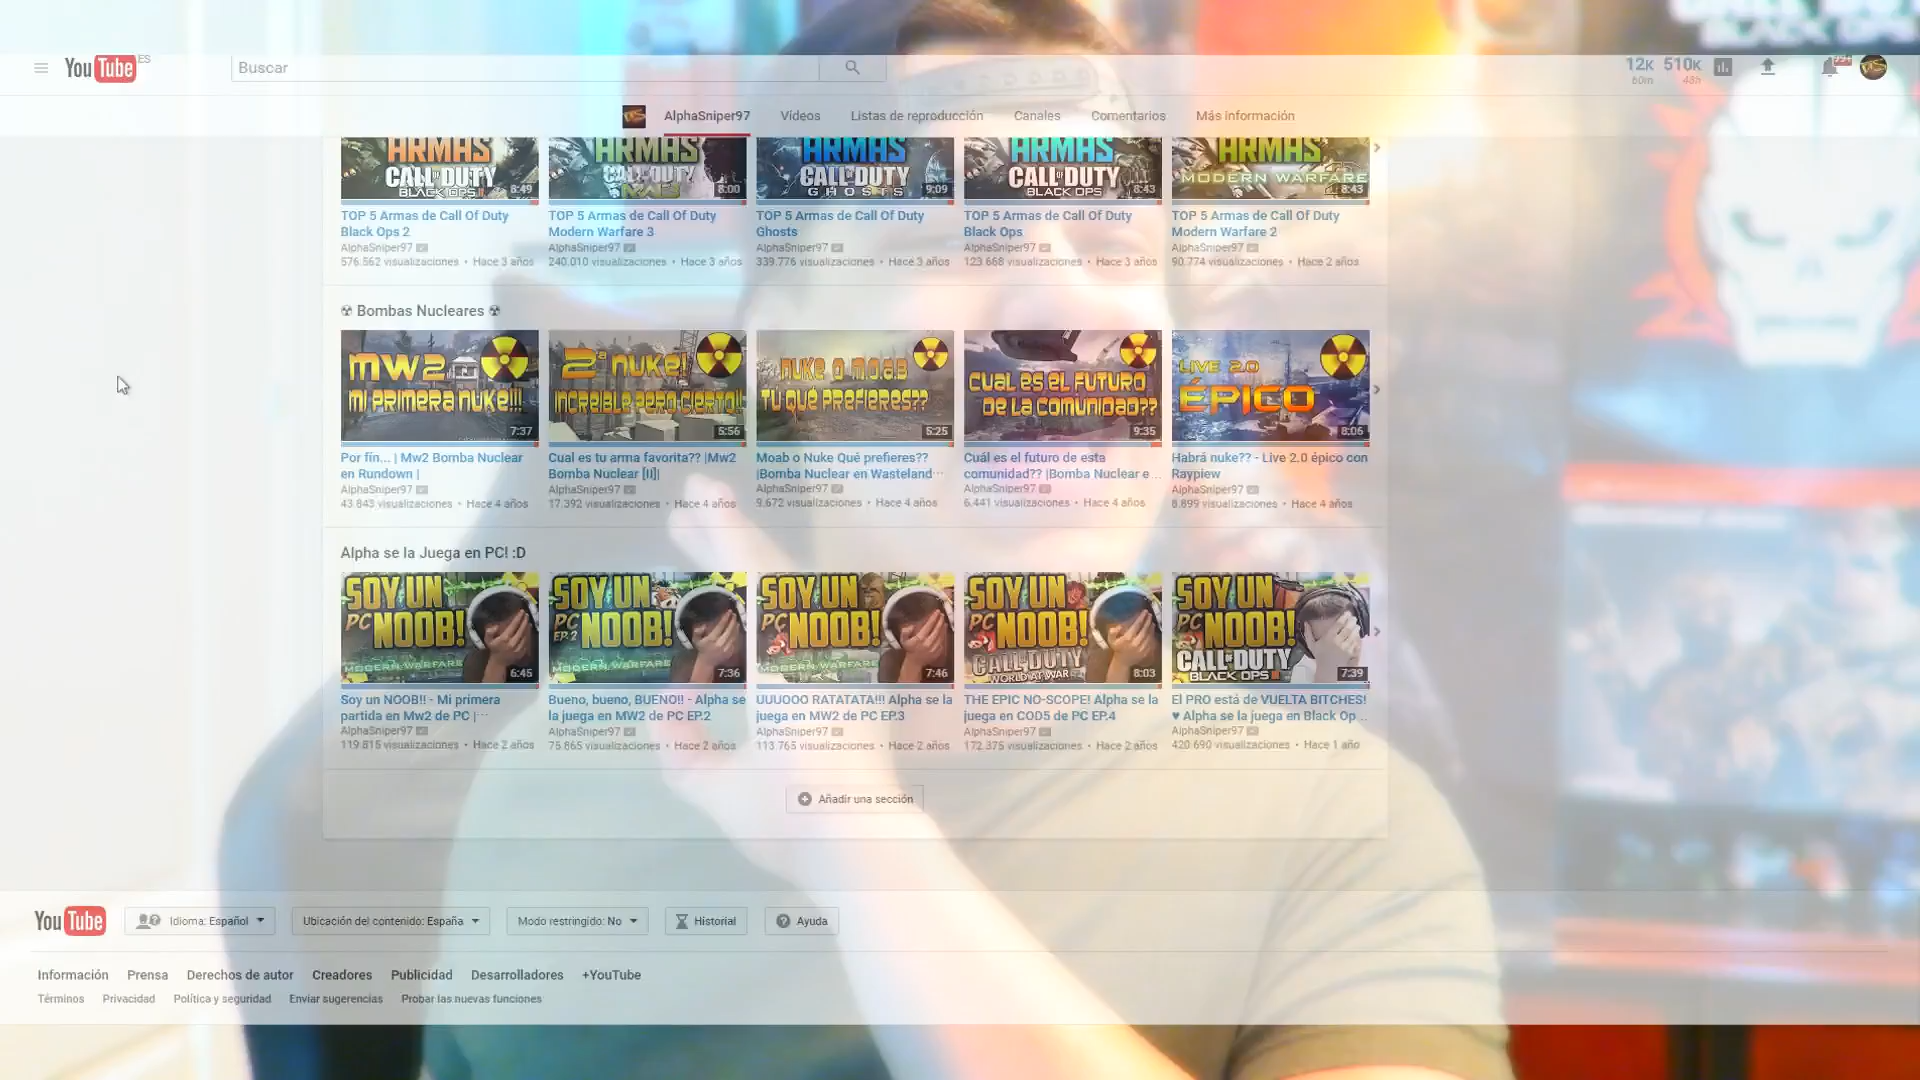 YouTube ES
Buscar
12K 510K 99+
60m 48h
AlphaSniper97 Vídeos Listas de reproducción Canales Comentarios Más información
ARMAS ARMAS ARMAS ARMAS ARMAS
CALL OF DUTY CALL OF DUTY CALL OF DUTY CALL OF DUTY MODERN WARFARE
BLACK OPS II MW3 GHOSTS BLACK OPS
8:49 8:00 9:09 8:43 8:43
TOP 5 Armas de Call Of Duty TOP 5 Armas de Call Of Duty TOP 5 Armas de Call Of Duty TOP 5 Armas de Call Of Duty TOP 5 Armas de Call Of Duty
Black Ops 2 Modern Warfare 3 Ghosts Black Ops Modern Warfare 2
AlphaSniper97 AlphaSniper97 AlphaSniper97 AlphaSniper97 AlphaSniper97
576.562 visualizaciones • Hace 3 años 240.010 visualizaciones • Hace 3 años 339.776 visualizaciones • Hace 3 años 123.668 visualizaciones • Hace 3 años 90.774 visualizaciones • Hace 2 años
☢ Bombas Nucleares ☢
MW2 2ª NUKE! NUKE O M.O.A.B CUAL ES EL FUTURO LIVE 2.0
MI PRIMERA NUKE!!! INCREIBLE PERO CIERTO!! TU QUÉ PREFIERES?? DE LA COMUNIDAD?? ÉPICO
7:37 5:56 5:25 9:35 8:06
Por fin... | Mw2 Bomba Nuclear Cual es tu arma favorita?? |Mw2 Moab o Nuke Qué prefieres?? Cuál es el futuro de esta Habrá nuke?? - Live 2.0 épico con
en Rundown | Bomba Nuclear [II]| |Bomba Nuclear en Wasteland... comunidad?? |Bomba Nuclear e... Raypiew
AlphaSniper97 AlphaSniper97 AlphaSniper97 AlphaSniper97 AlphaSniper97
43.843 visualizaciones • Hace 4 años 17.392 visualizaciones • Hace 4 años 9.672 visualizaciones • Hace 4 años 6.441 visualizaciones • Hace 4 años 8.899 visualizaciones • Hace 4 años
Alpha se la Juega en PC! :D
SOY UN SOY UN SOY UN SOY UN SOY UN
PC NOOB! PC EP.2 NOOB! PC NOOB! PC NOOB! PC NOOB!
MODERN WARFARE MODERN WARFARE MODERN WARFARE CALL OF DUTY WORLD AT WAR CALL OF DUTY BLACK OPS II
6:45 7:36 7:46 8:03 7:39
Soy un NOOB!! - Mi primera Bueno, bueno, BUENO!! - Alpha se UUUOOO RATATATA!!! Alpha se la THE EPIC NO-SCOPE! Alpha se la El PRO está de VUELTA BITCHES!
partida en Mw2 de PC |... la juega en MW2 de PC EP.2 juega en MW2 de PC EP.3 juega en COD5 de PC EP.4 ♥ Alpha se la juega en Black Op...
AlphaSniper97 AlphaSniper97 AlphaSniper97 AlphaSniper97 AlphaSniper97
119.815 visualizaciones • Hace 2 años 75.865 visualizaciones • Hace 2 años 113.765 visualizaciones • Hace 2 años 172.375 visualizaciones • Hace 2 años 420.690 visualizaciones • Hace 1 año
Añadir una sección
YouTube Idioma: Español Ubicación del contenido: España Modo restringido: No Historial Ayuda
Información Prensa Derechos de autor Creadores Publicidad Desarrolladores +YouTube
Términos Privacidad Política y seguridad Enviar sugerencias Probar las nuevas funciones
BLACK OPS